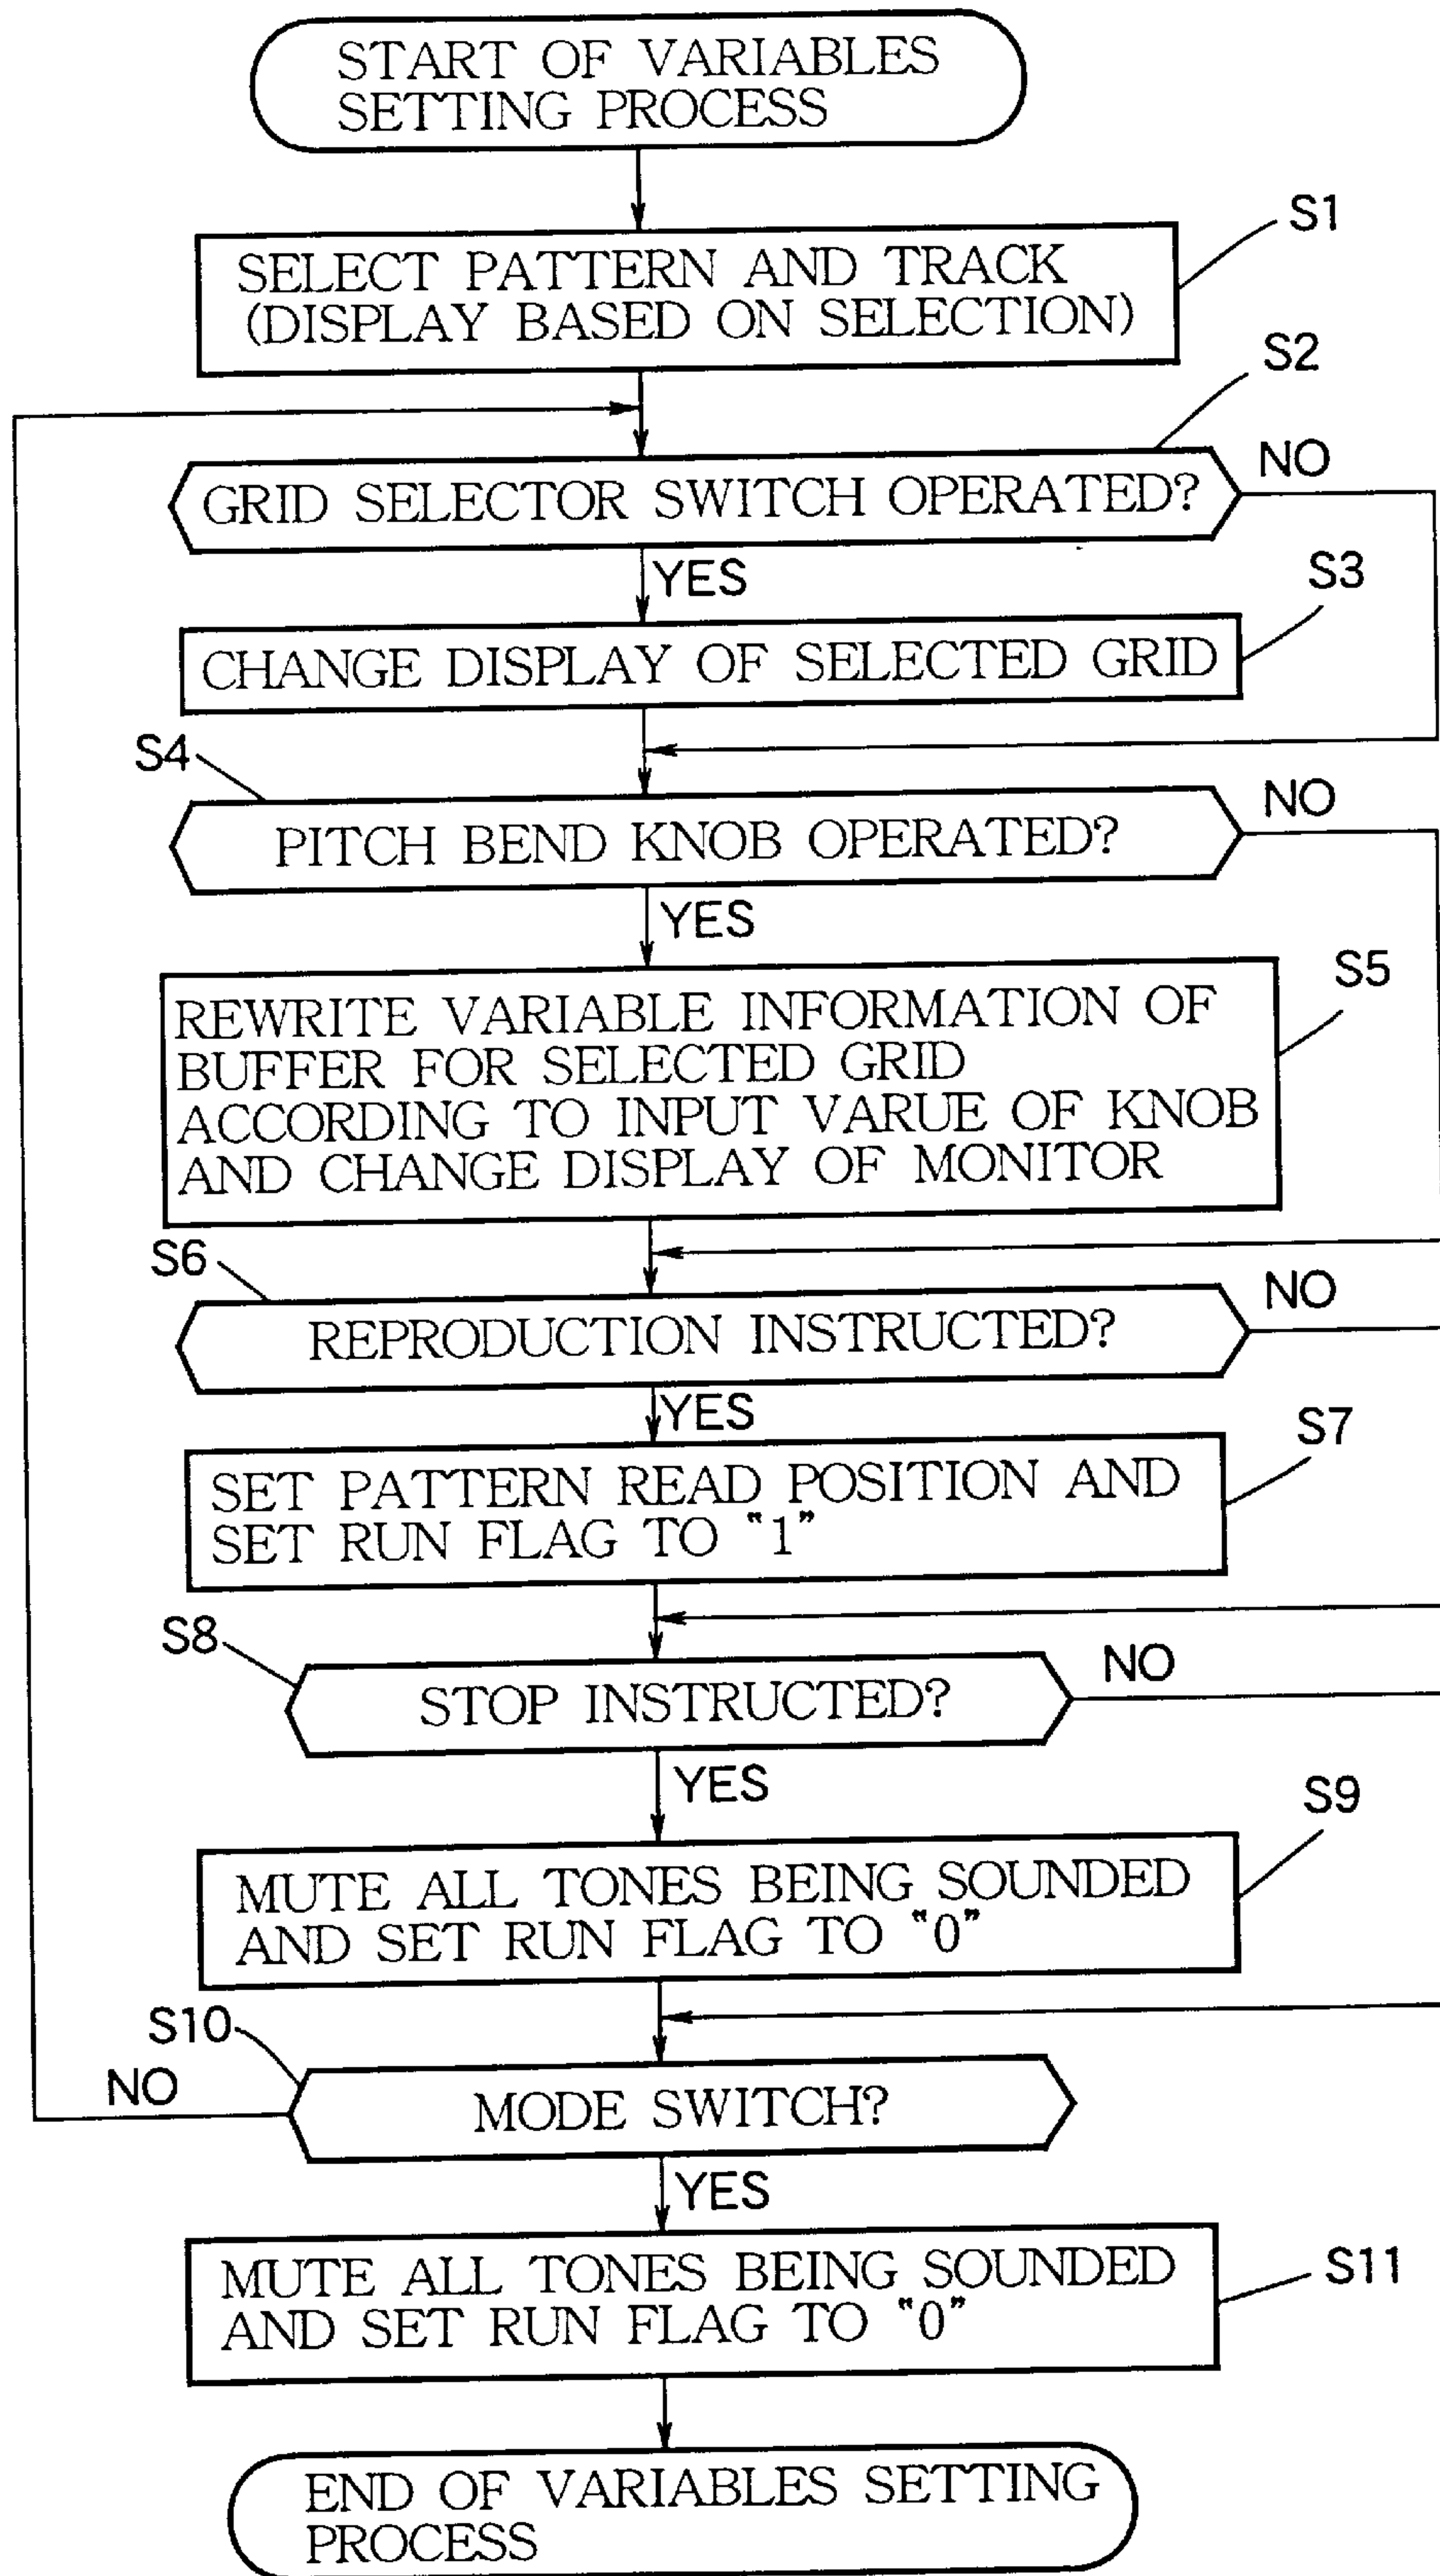 START OF VARIABLES
SETTING PROCESS
S1
SELECT PATTERN AND TRACK
(DISPLAY BASED ON SELECTION)
S2
NO
GRID SELECTOR SWITCH OPERATED?
YES
S3
CHANGE DISPLAY OF SELECTED GRID
S4
NO
PITCH BEND KNOB OPERATED?
YES
S5
REWRITE VARIABLE INFORMATION OF
BUFFER FOR SELECTED GRID
ACCORDING TO INPUT VARUE OF KNOB
AND CHANGE DISPLAY OF MONITOR
S6
NO
REPRODUCTION INSTRUCTED?
YES
S7
SET PATTERN READ POSITION AND
SET RUN FLAG TO "1"
S8
NO
STOP INSTRUCTED?
YES
S9
MUTE ALL TONES BEING SOUNDED
AND SET RUN FLAG TO "0"
S10
NO
MODE SWITCH?
YES
MUTE ALL TONES BEING SOUNDED
AND SET RUN FLAG TO "0"
S11
END OF VARIABLES SETTING
PROCESS